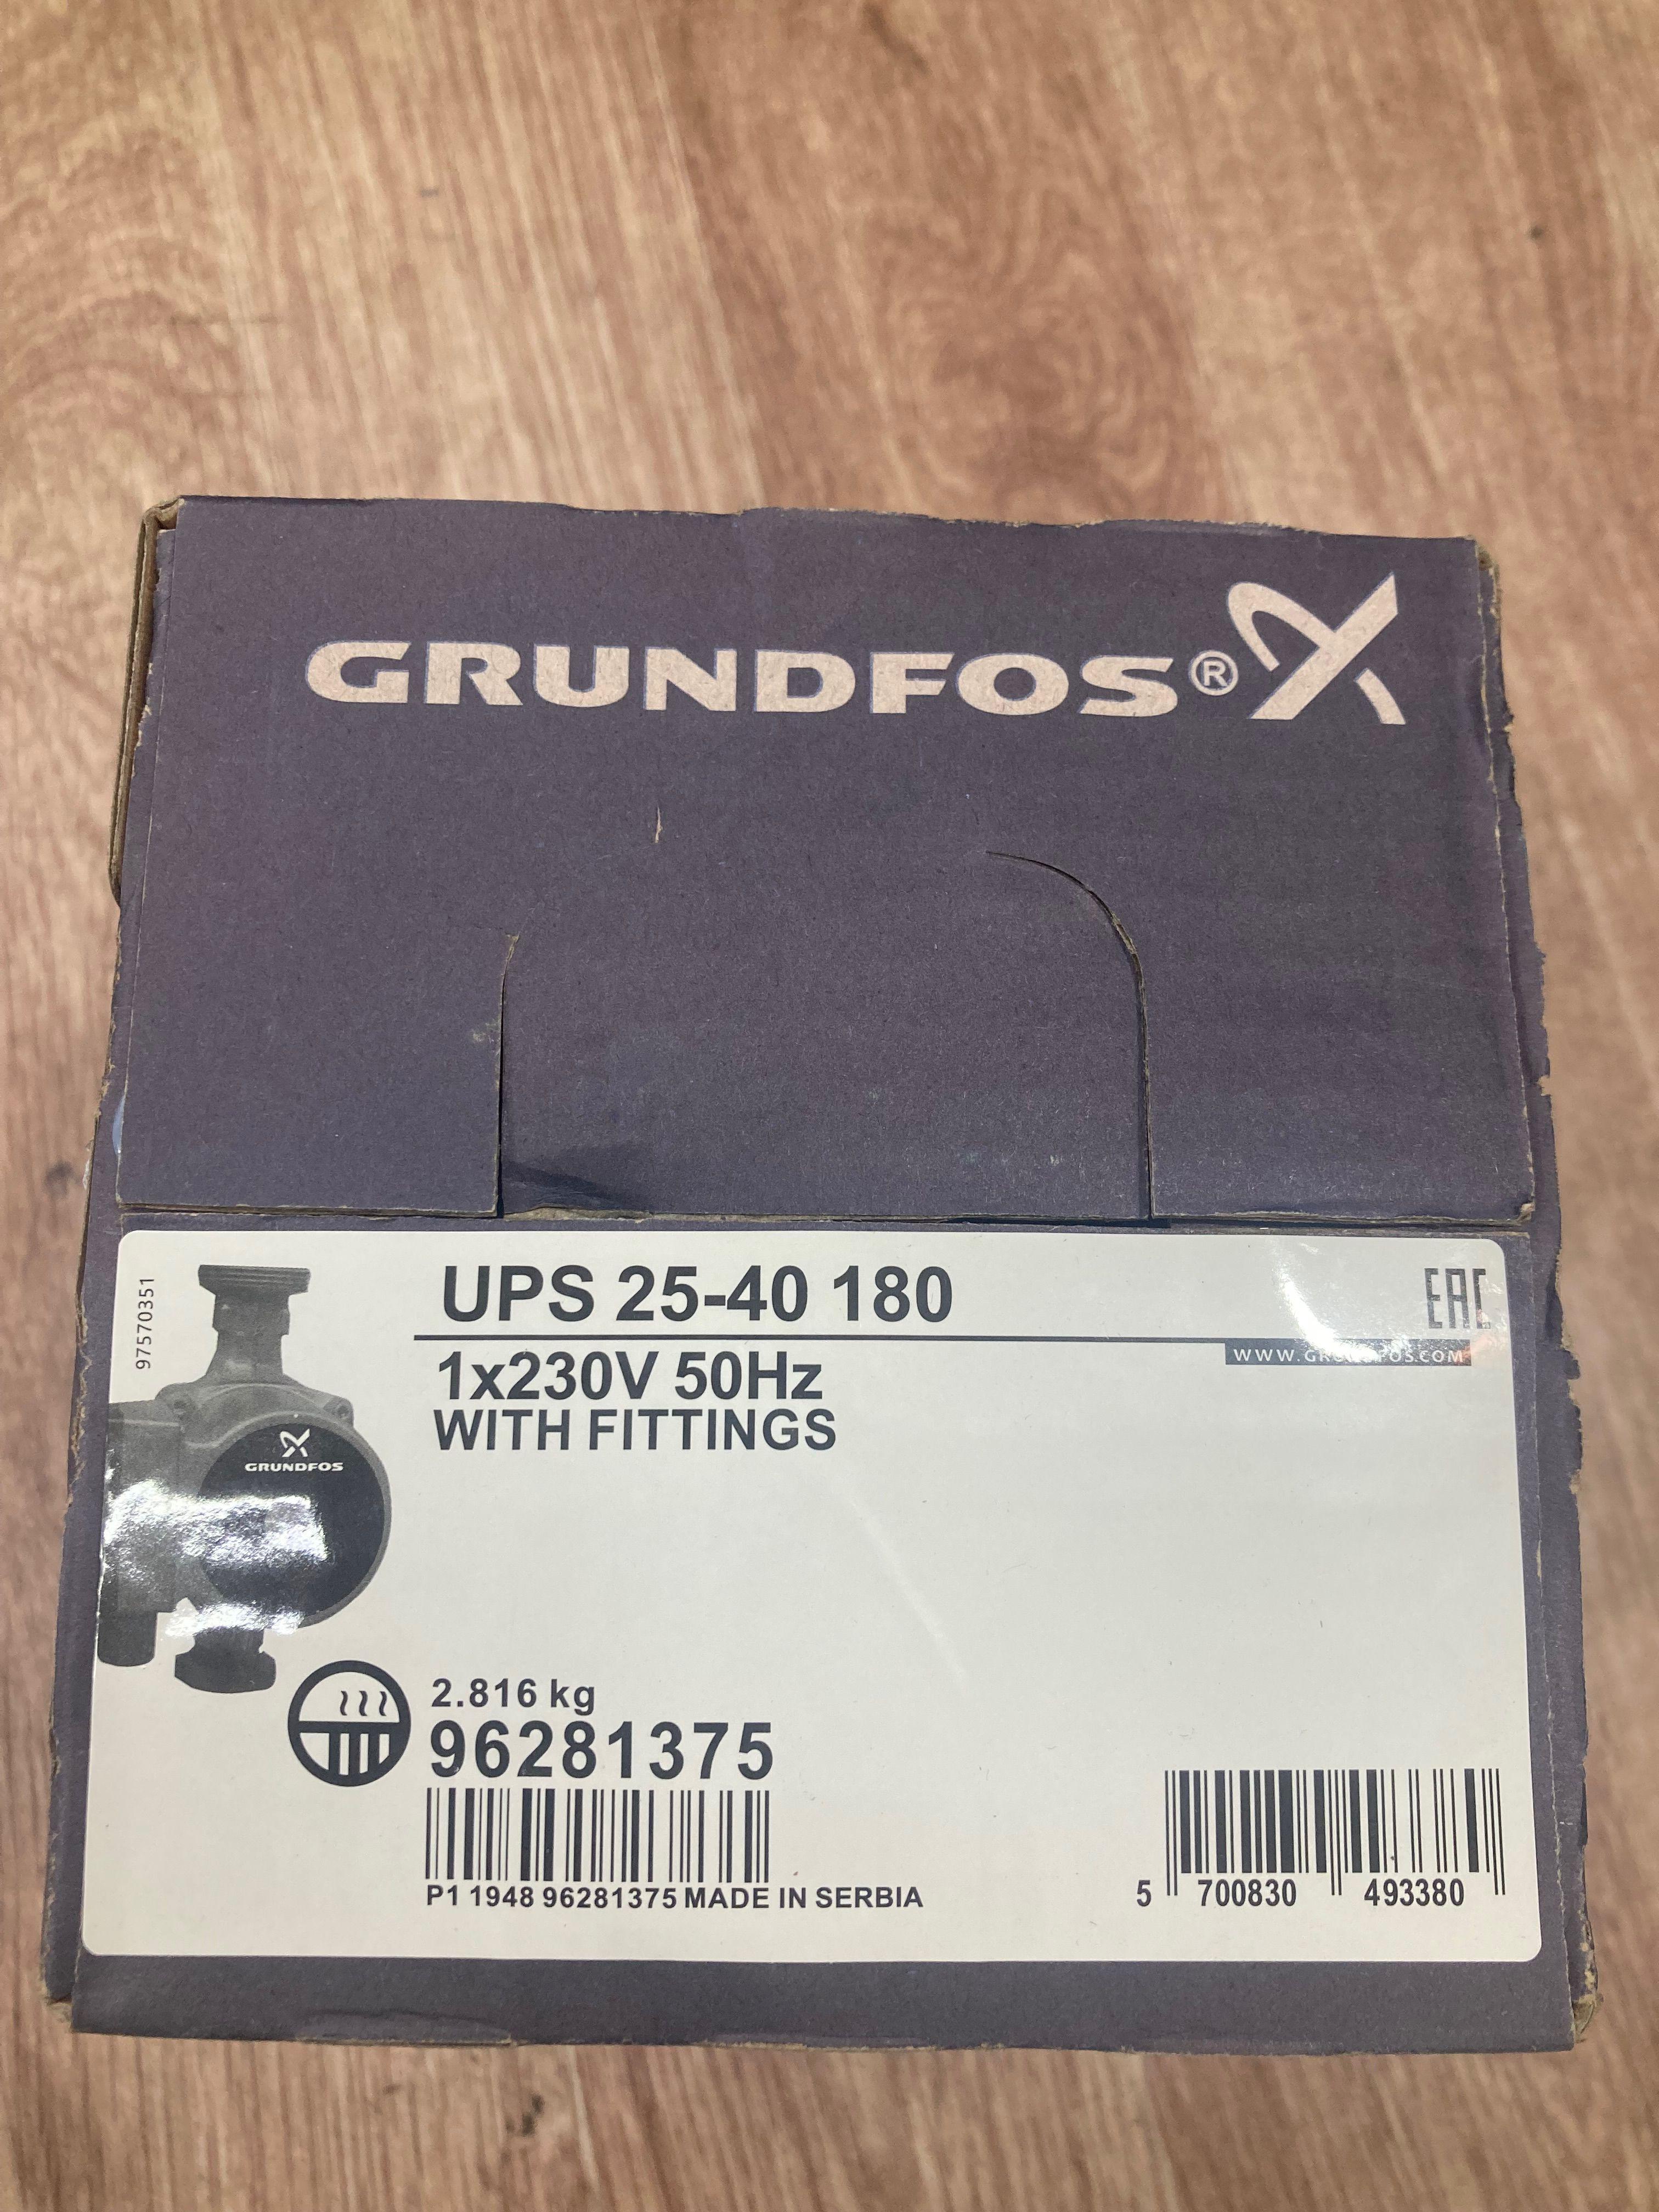 GRUNDFOS®
97570351
UPS 25-40 180
EAC
WWW.GRUNDFOS.COM
1x230V 50Hz
WITH FITTINGS
GRUNDFOS
2.816 kg
96281375
P1 1948 96281375 MADE IN SERBIA
5 700830 493380